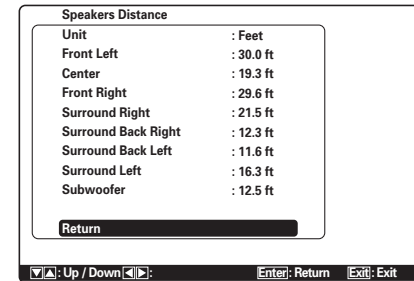 Speakers Distance
Unit : Feet
Front Left : 30.0 ft
Center : 19.3 ft
Front Right : 29.6 ft
Surround Right : 21.5 ft
Surround Back Right : 12.3 ft
Surround Back Left : 11.6 ft
Surround Left : 16.3 ft
Subwoofer : 12.5 ft
Return
▼▲: Up / Down ◀▶: Enter: Return Exit: Exit